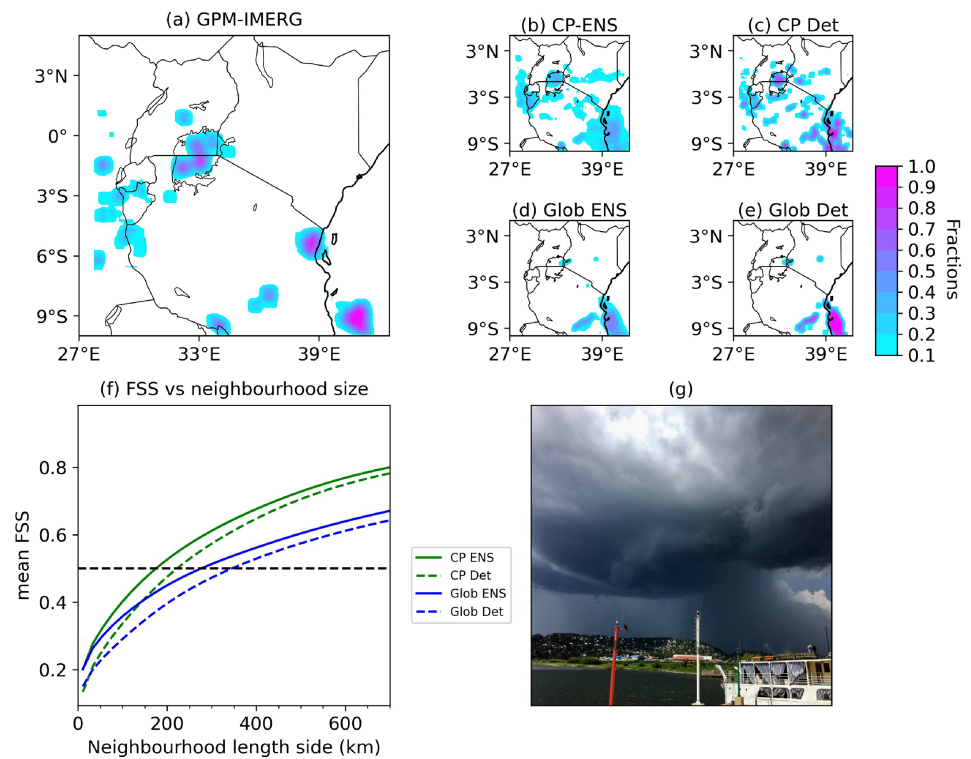 (a) GPM-IMERG
3°N
0°
3°S
6°S
9°S
27°E 33°E 39°E
(b) CP-ENS
3°N
3°S
9°S
27°E 39°E
(c) CP Det
3°N
3°S
9°S
27°E 39°E
(d) Glob ENS
3°N
3°S
9°S
27°E 39°E
(e) Glob Det
3°N
3°S
9°S
27°E 39°E
1.0
0.9
0.8
0.7
0.6
0.5
0.4
0.3
0.2
0.1
Fractions
(f) FSS vs neighbourhood size
mean FSS
0.8
0.6
0.4
0.2
0 200 400 600
Neighbourhood length side (km)
CP ENS
CP Det
Glob ENS
Glob Det
(g)